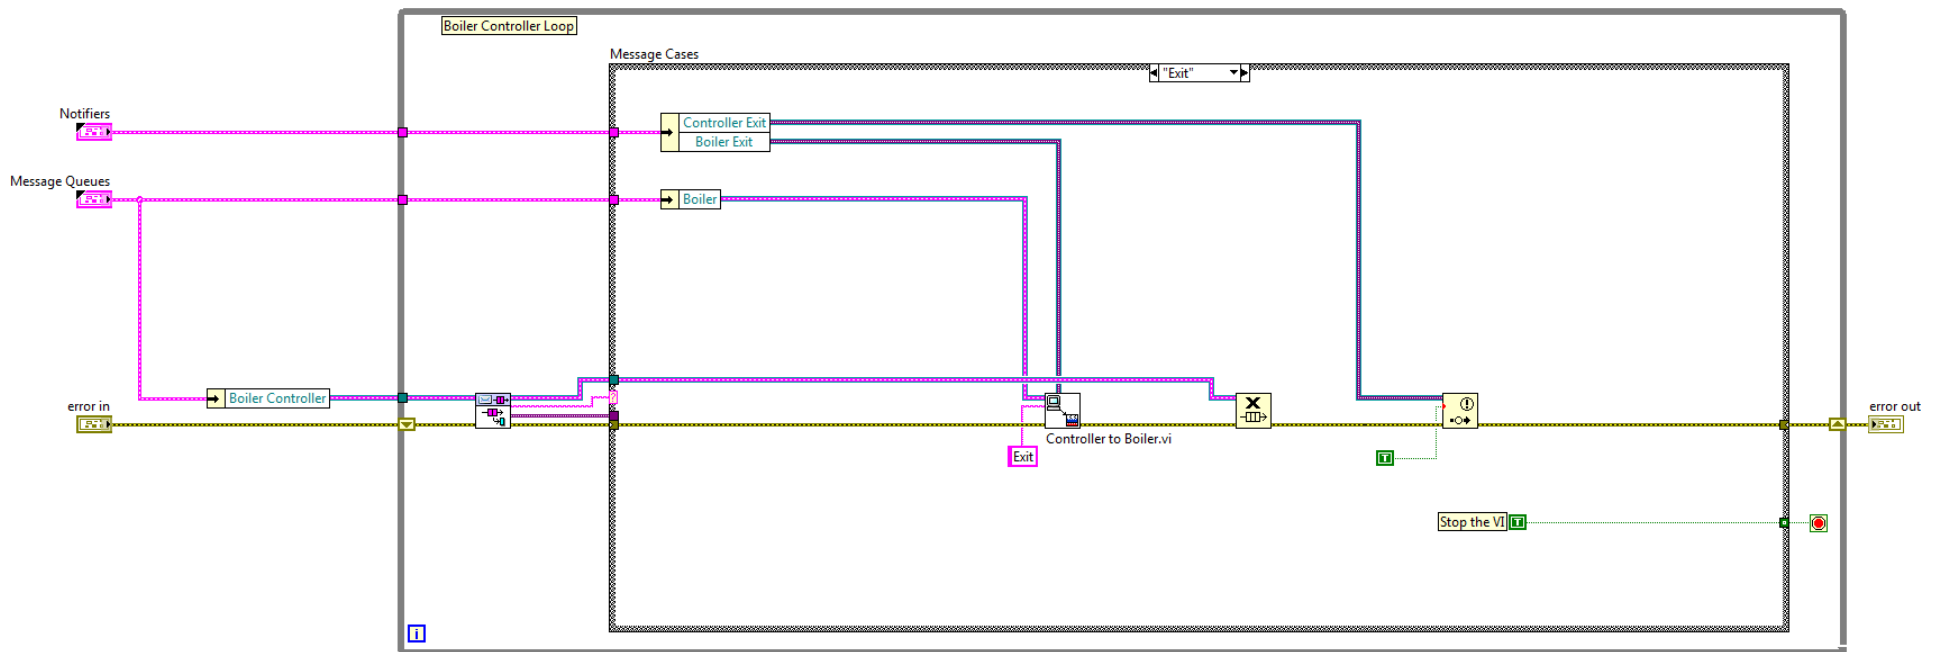 Boiler Controller Loop
Message Cases
"Exit"
Notifiers
Controller Exit
Boiler Exit
Message Queues
Boiler
Boiler Controller
error in
?
X
error out
Controller to Boiler.vi
Exit
T
Stop the VI T
i